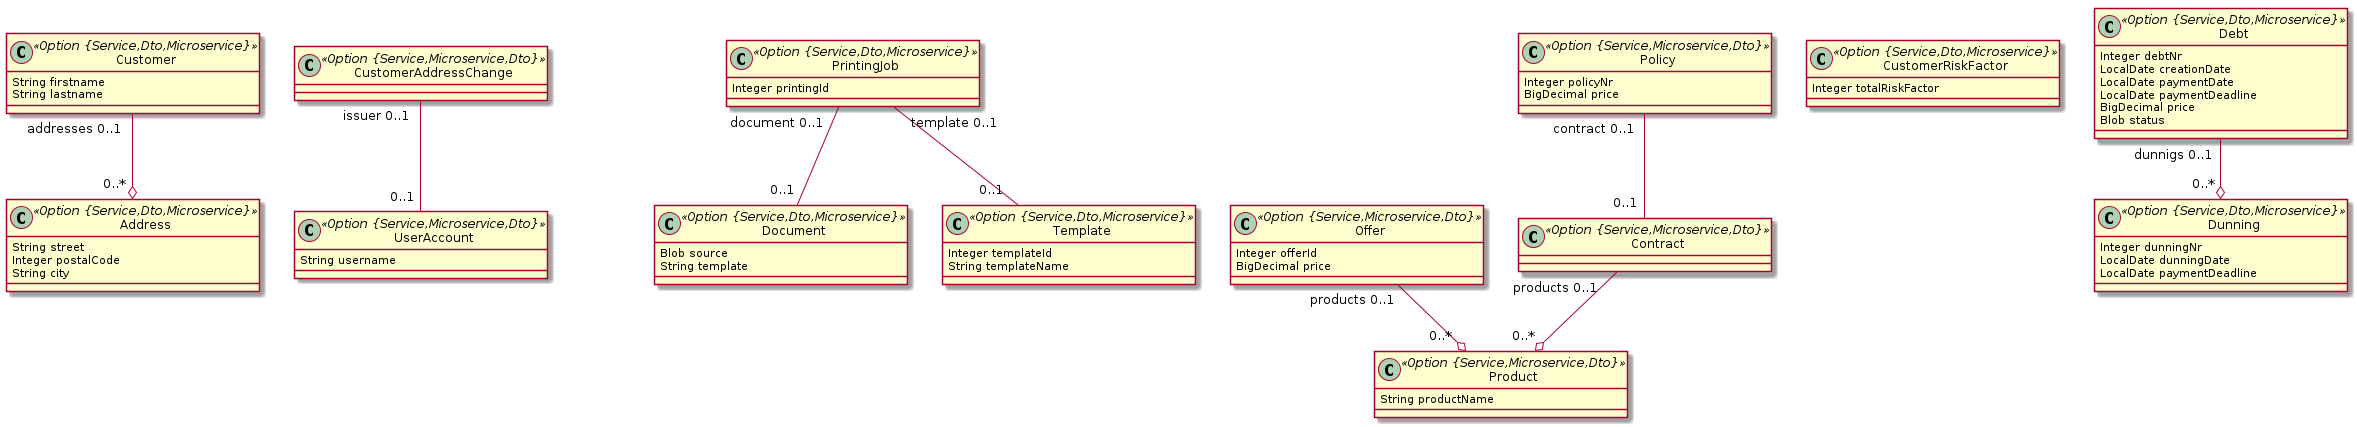 C «Option {Service,Dto,Microservice}»
Customer
String firstname
String lastname
addresses 0..1
0..*
C «Option {Service,Dto,Microservice}»
Address
String street
Integer postalCode
String city
C «Option {Service,Microservice,Dto}»
CustomerAddressChange
issuer 0..1
0..1
C «Option {Service,Microservice,Dto}»
UserAccount
String username
C «Option {Service,Dto,Microservice}»
PrintingJob
Integer printingId
document 0..1
template 0..1
0..1
0..1
C «Option {Service,Dto,Microservice}»
Document
Blob source
String template
C «Option {Service,Dto,Microservice}»
Template
Integer templateId
String templateName
C «Option {Service,Microservice,Dto}»
Offer
Integer offerId
BigDecimal price
products 0..1
0..*
C «Option {Service,Microservice,Dto}»
Policy
Integer policyNr
BigDecimal price
contract 0..1
0..1
C «Option {Service,Microservice,Dto}»
Contract
products 0..1
0..*
C «Option {Service,Microservice,Dto}»
Product
String productName
C «Option {Service,Dto,Microservice}»
CustomerRiskFactor
Integer totalRiskFactor
C «Option {Service,Dto,Microservice}»
Debt
Integer debtNr
LocalDate creationDate
LocalDate paymentDate
LocalDate paymentDeadline
BigDecimal price
Blob status
dunnigs 0..1
0..*
C «Option {Service,Dto,Microservice}»
Dunning
Integer dunningNr
LocalDate dunningDate
LocalDate paymentDeadline